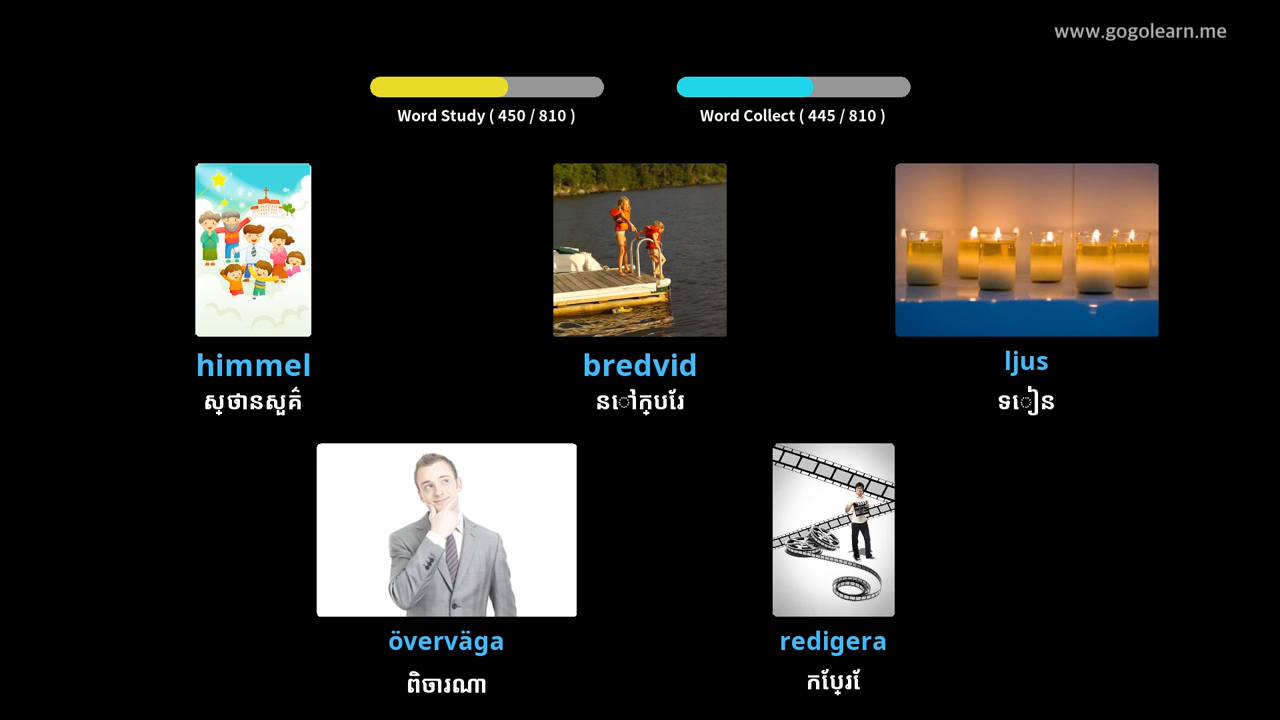 www.gogolearn.me
Word Study ( 450 / 810 )
Word Collect ( 445 / 810 )
himmel
bredvid
ljus
ស្ថានសួគ៌
នៅក្បែរ
ទៀន
överväga
redigera
ពិចារណា
កែប្រែ